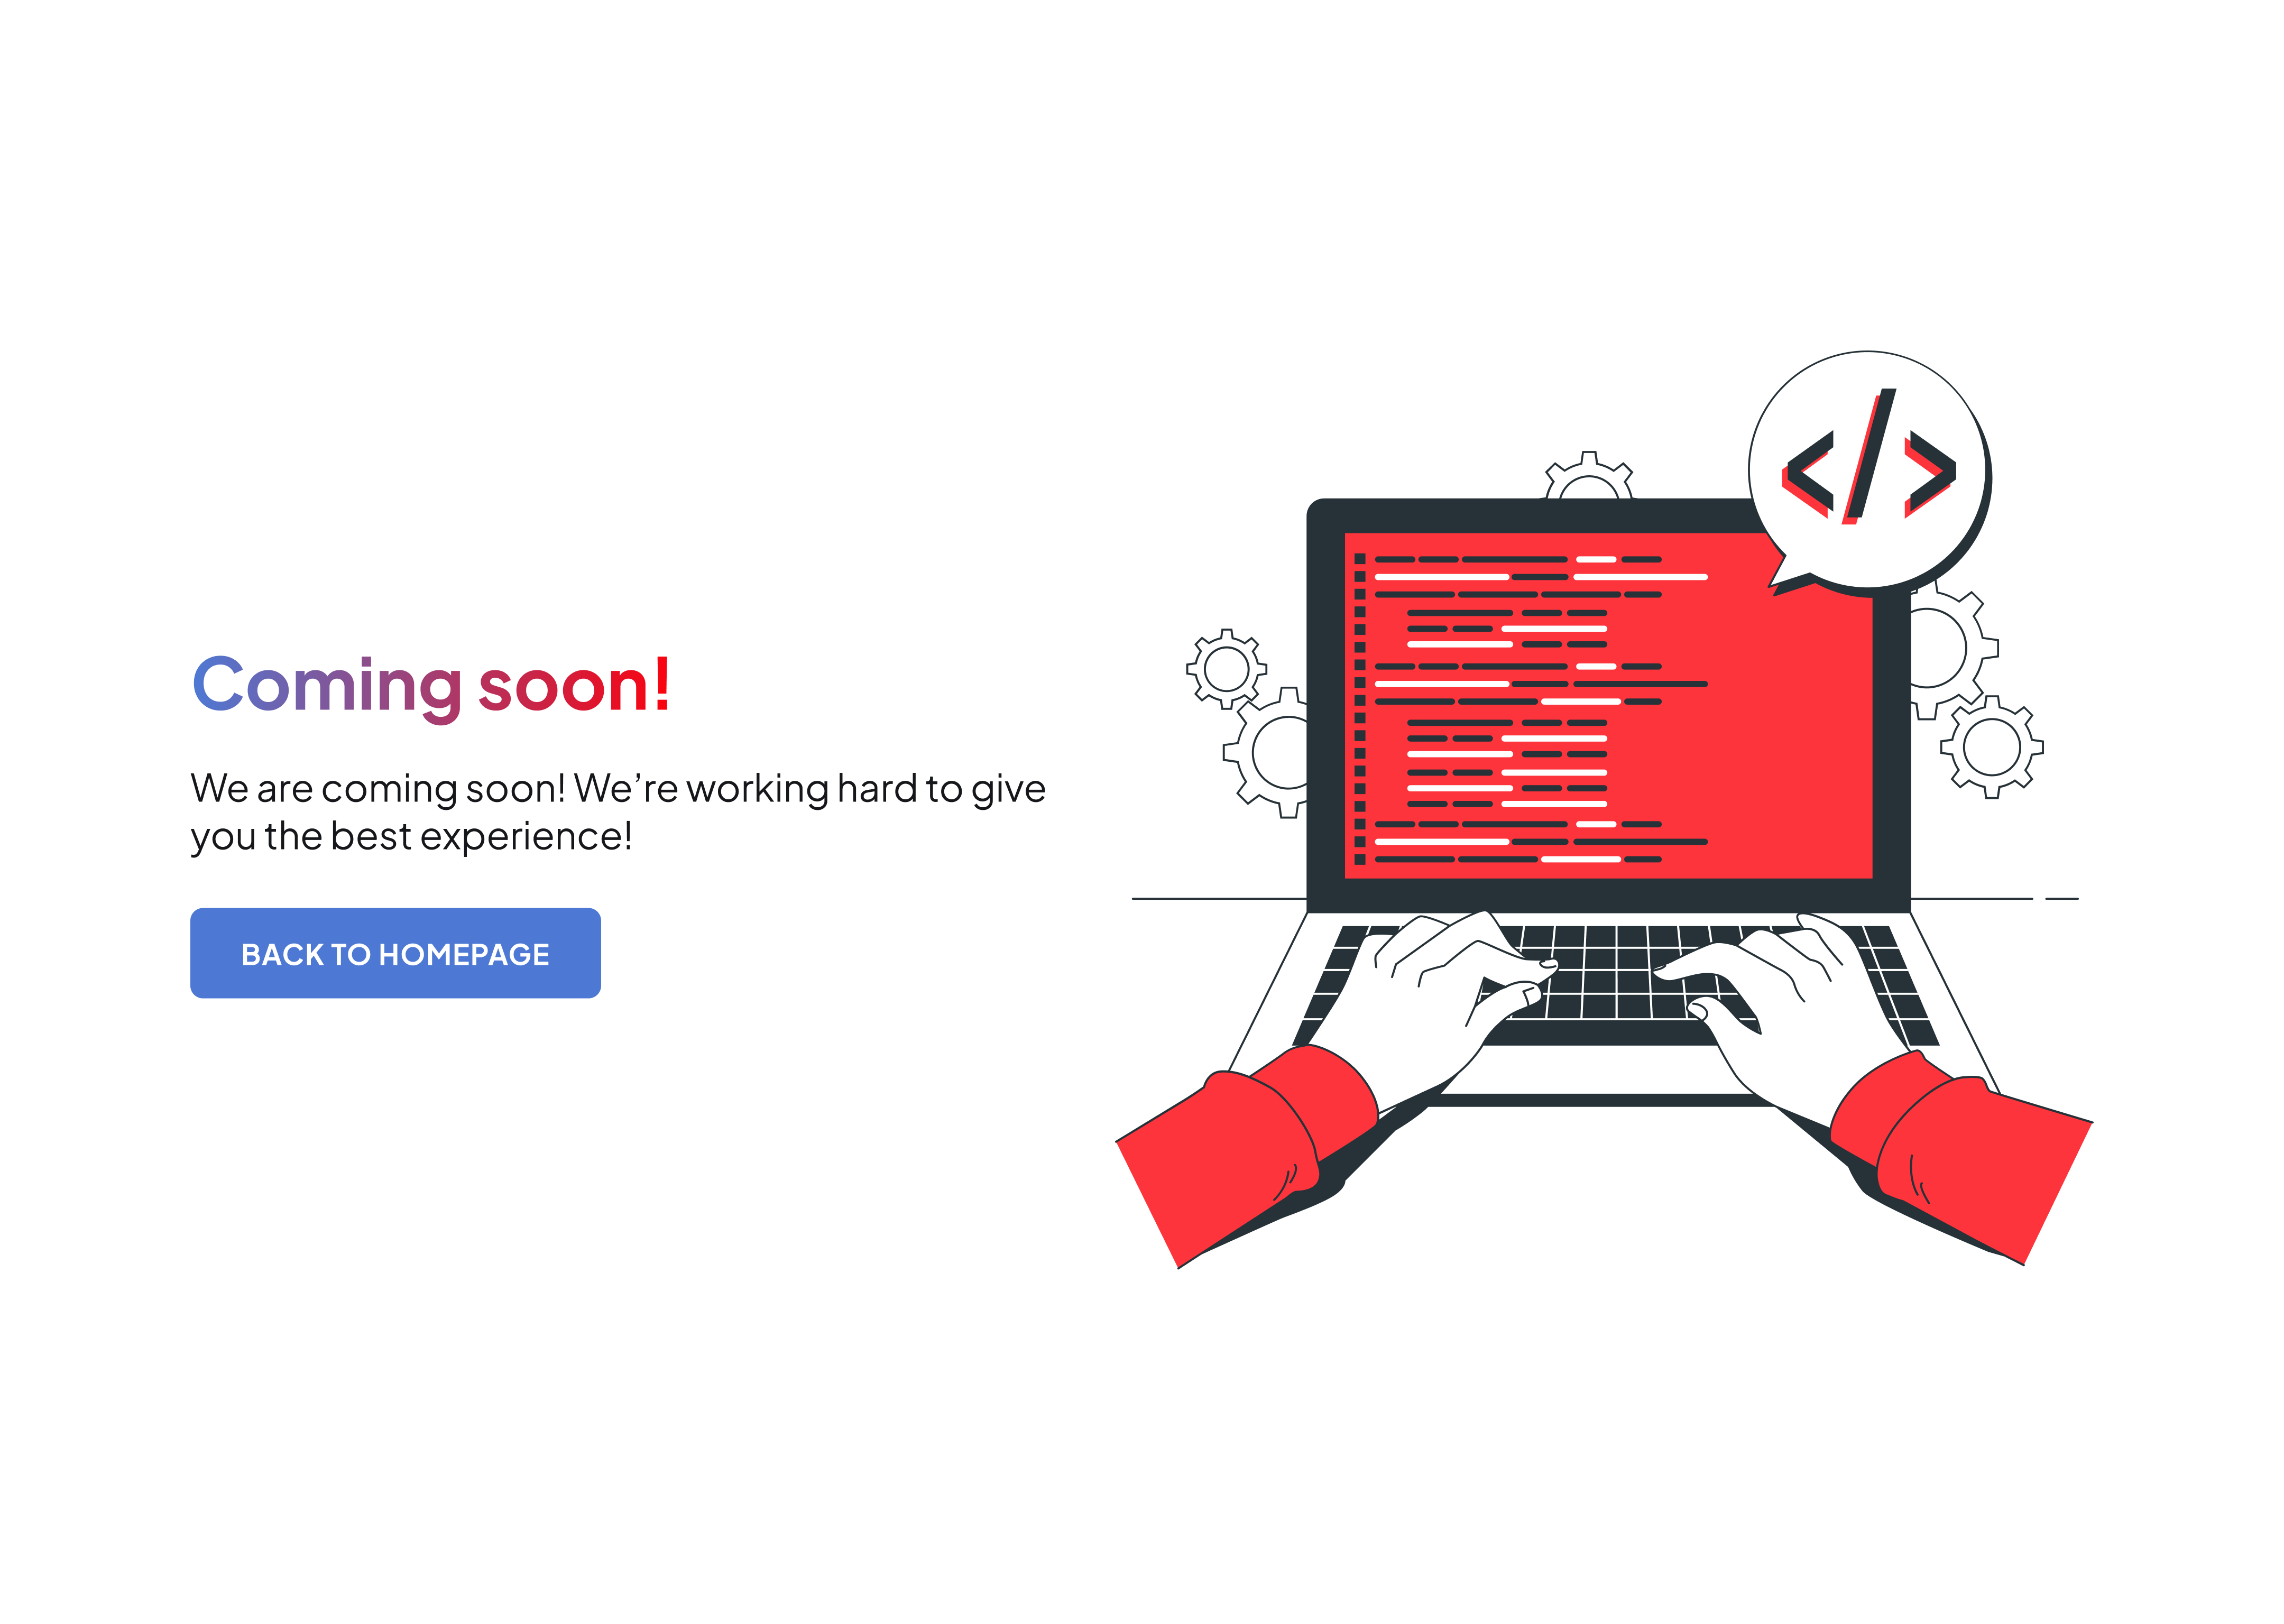 Coming soon!
We are coming soon! We’re working hard to give
you the best experience!
BACK TO HOMEPAGE
</>